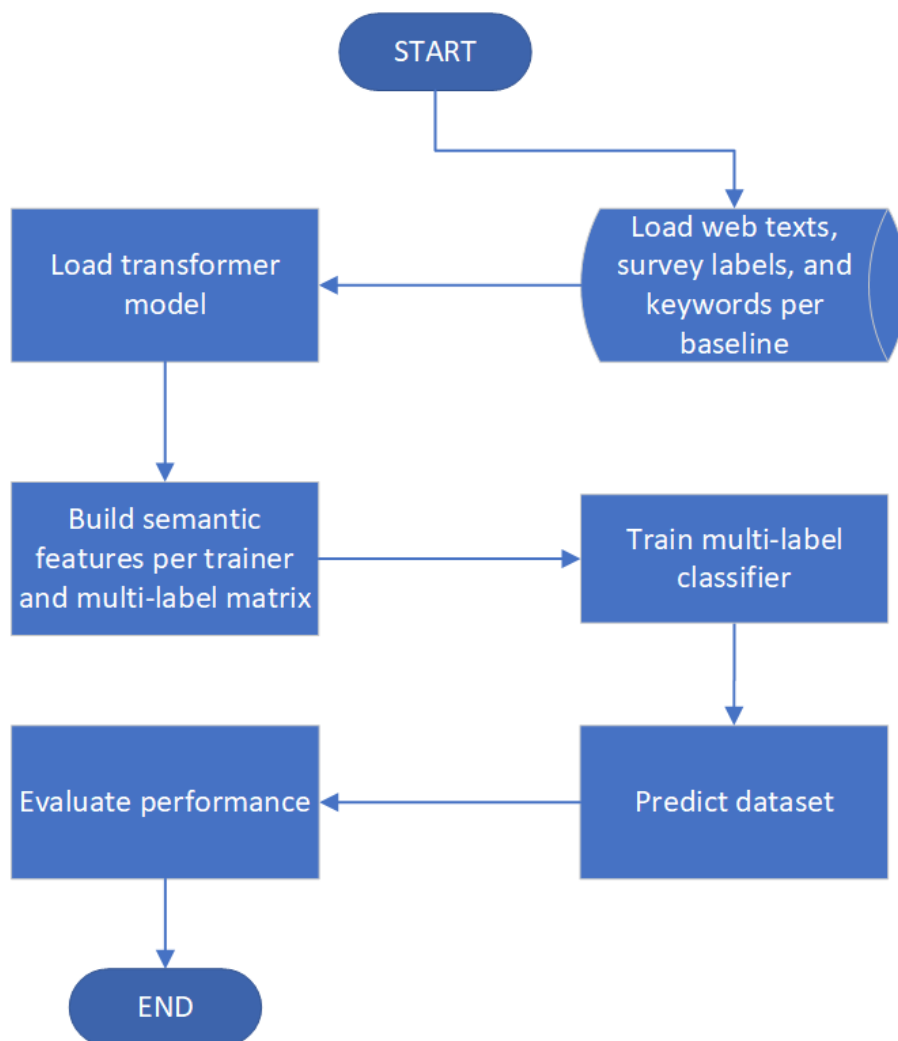 START
Load web texts,
survey labels, and
keywords per
baseline
Load transformer
model
Build semantic
features per trainer
and multi-label matrix
Train multi-label
classifier
Predict dataset
Evaluate performance
END